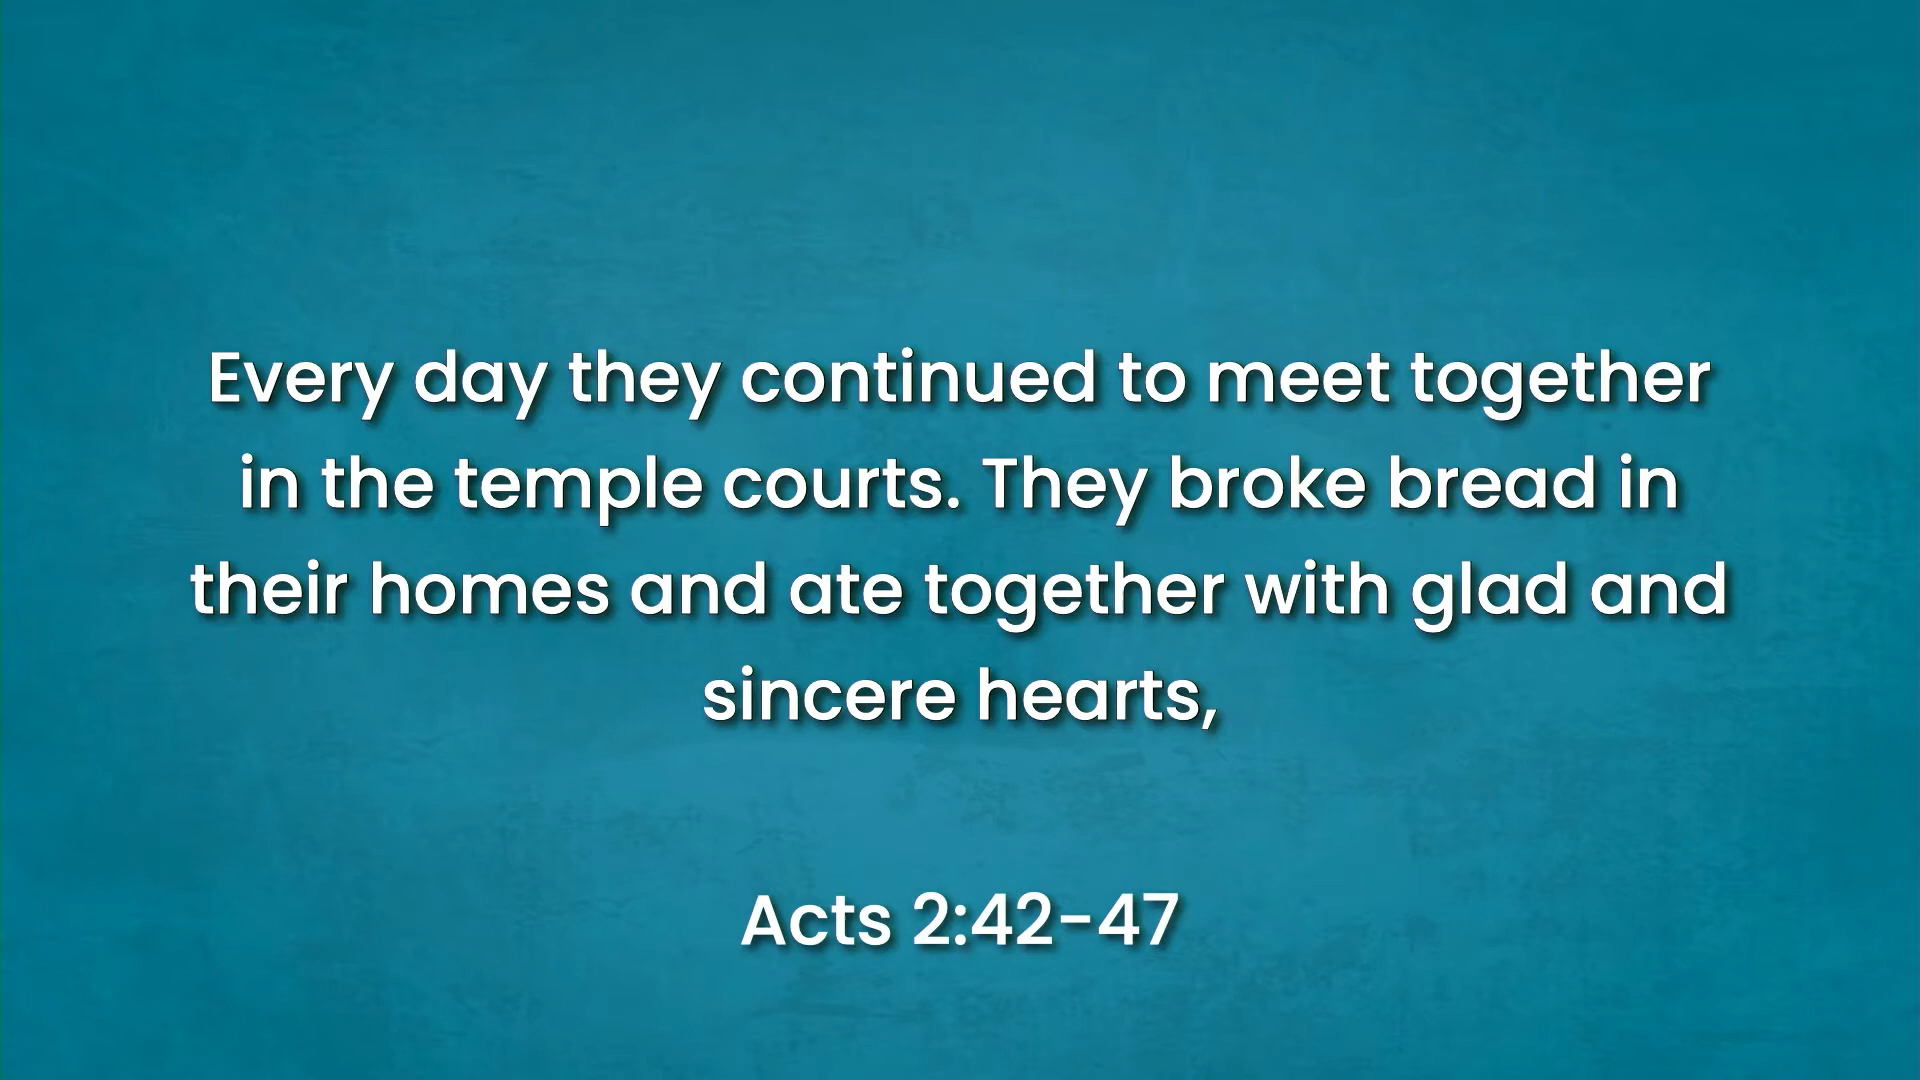 Every day they continued to meet together
in the temple courts. They broke bread in
their homes and ate together with glad and
sincere hearts,
Acts 2:42-47